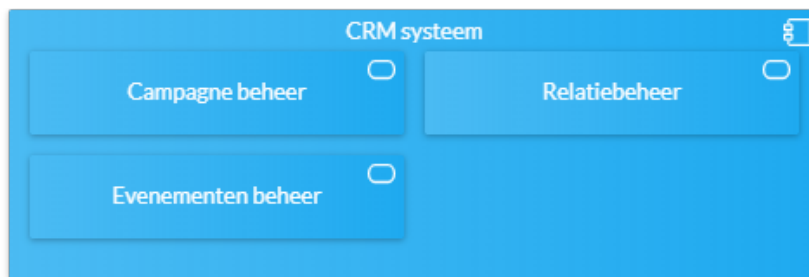 CRM systeem
Campagne beheer
Relatiebeheer
Evenementen beheer